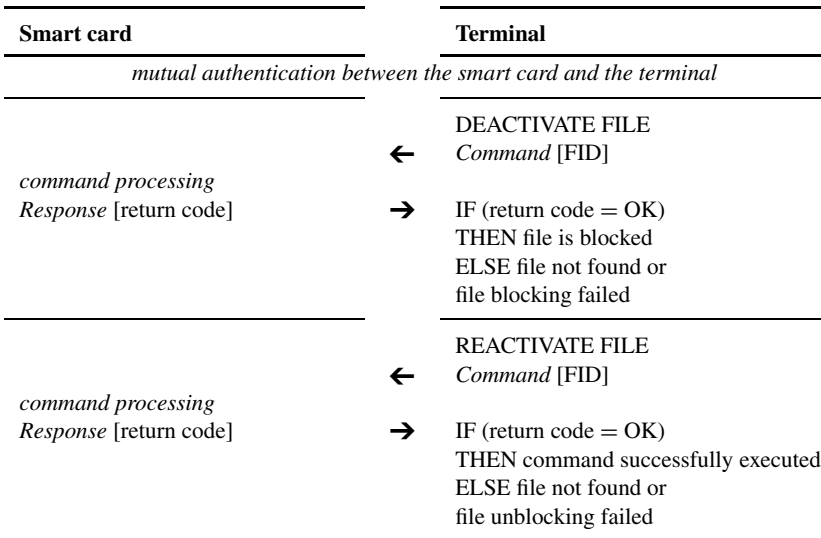 Smart card Terminal
mutual authentication between the smart card and the terminal
DEACTIVATE FILE
← Command [FID]
command processing
Response [return code] → IF (return code = OK)
THEN file is blocked
ELSE file not found or
file blocking failed
REACTIVATE FILE
← Command [FID]
command processing
Response [return code] → IF (return code = OK)
THEN command successfully executed
ELSE file not found or
file unblocking failed